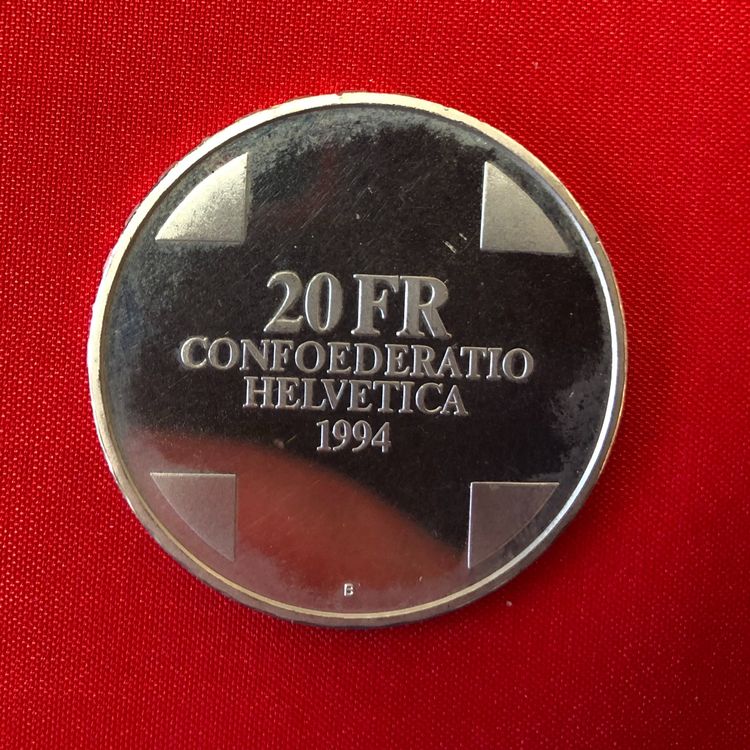 20 FR
CONFOEDERATIO
HELVETICA
1994
B